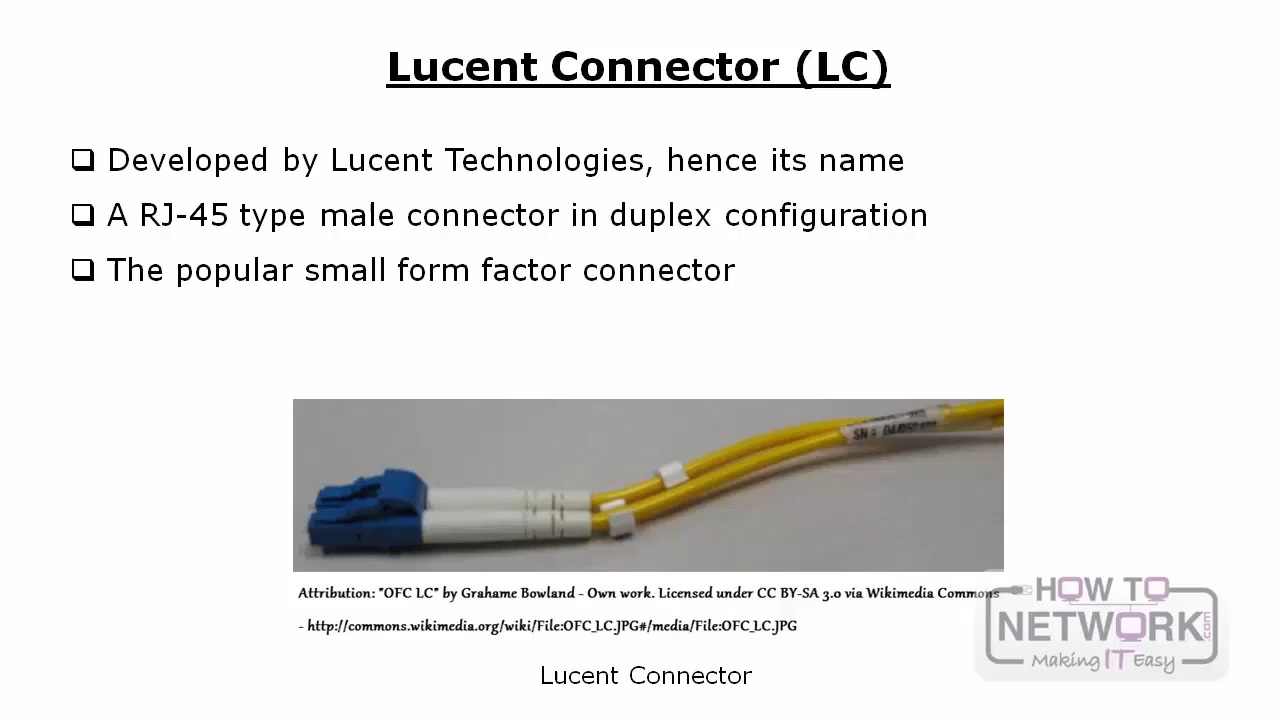 Lucent Connector (LC)
Developed by Lucent Technologies, hence its name
A RJ-45 type male connector in duplex configuration
The popular small form factor connector
SN :
Attribution: "OFC LC" by Grahame Bowland - Own work. Licensed under CC BY-SA 3.0 via Wikimedia Commons
- http://commons.wikimedia.org/wiki/File:OFC_LC.JPG#/media/File:OFC_LC.JPG
Lucent Connector
HOW TO
NETWORK.com
Making IT Easy